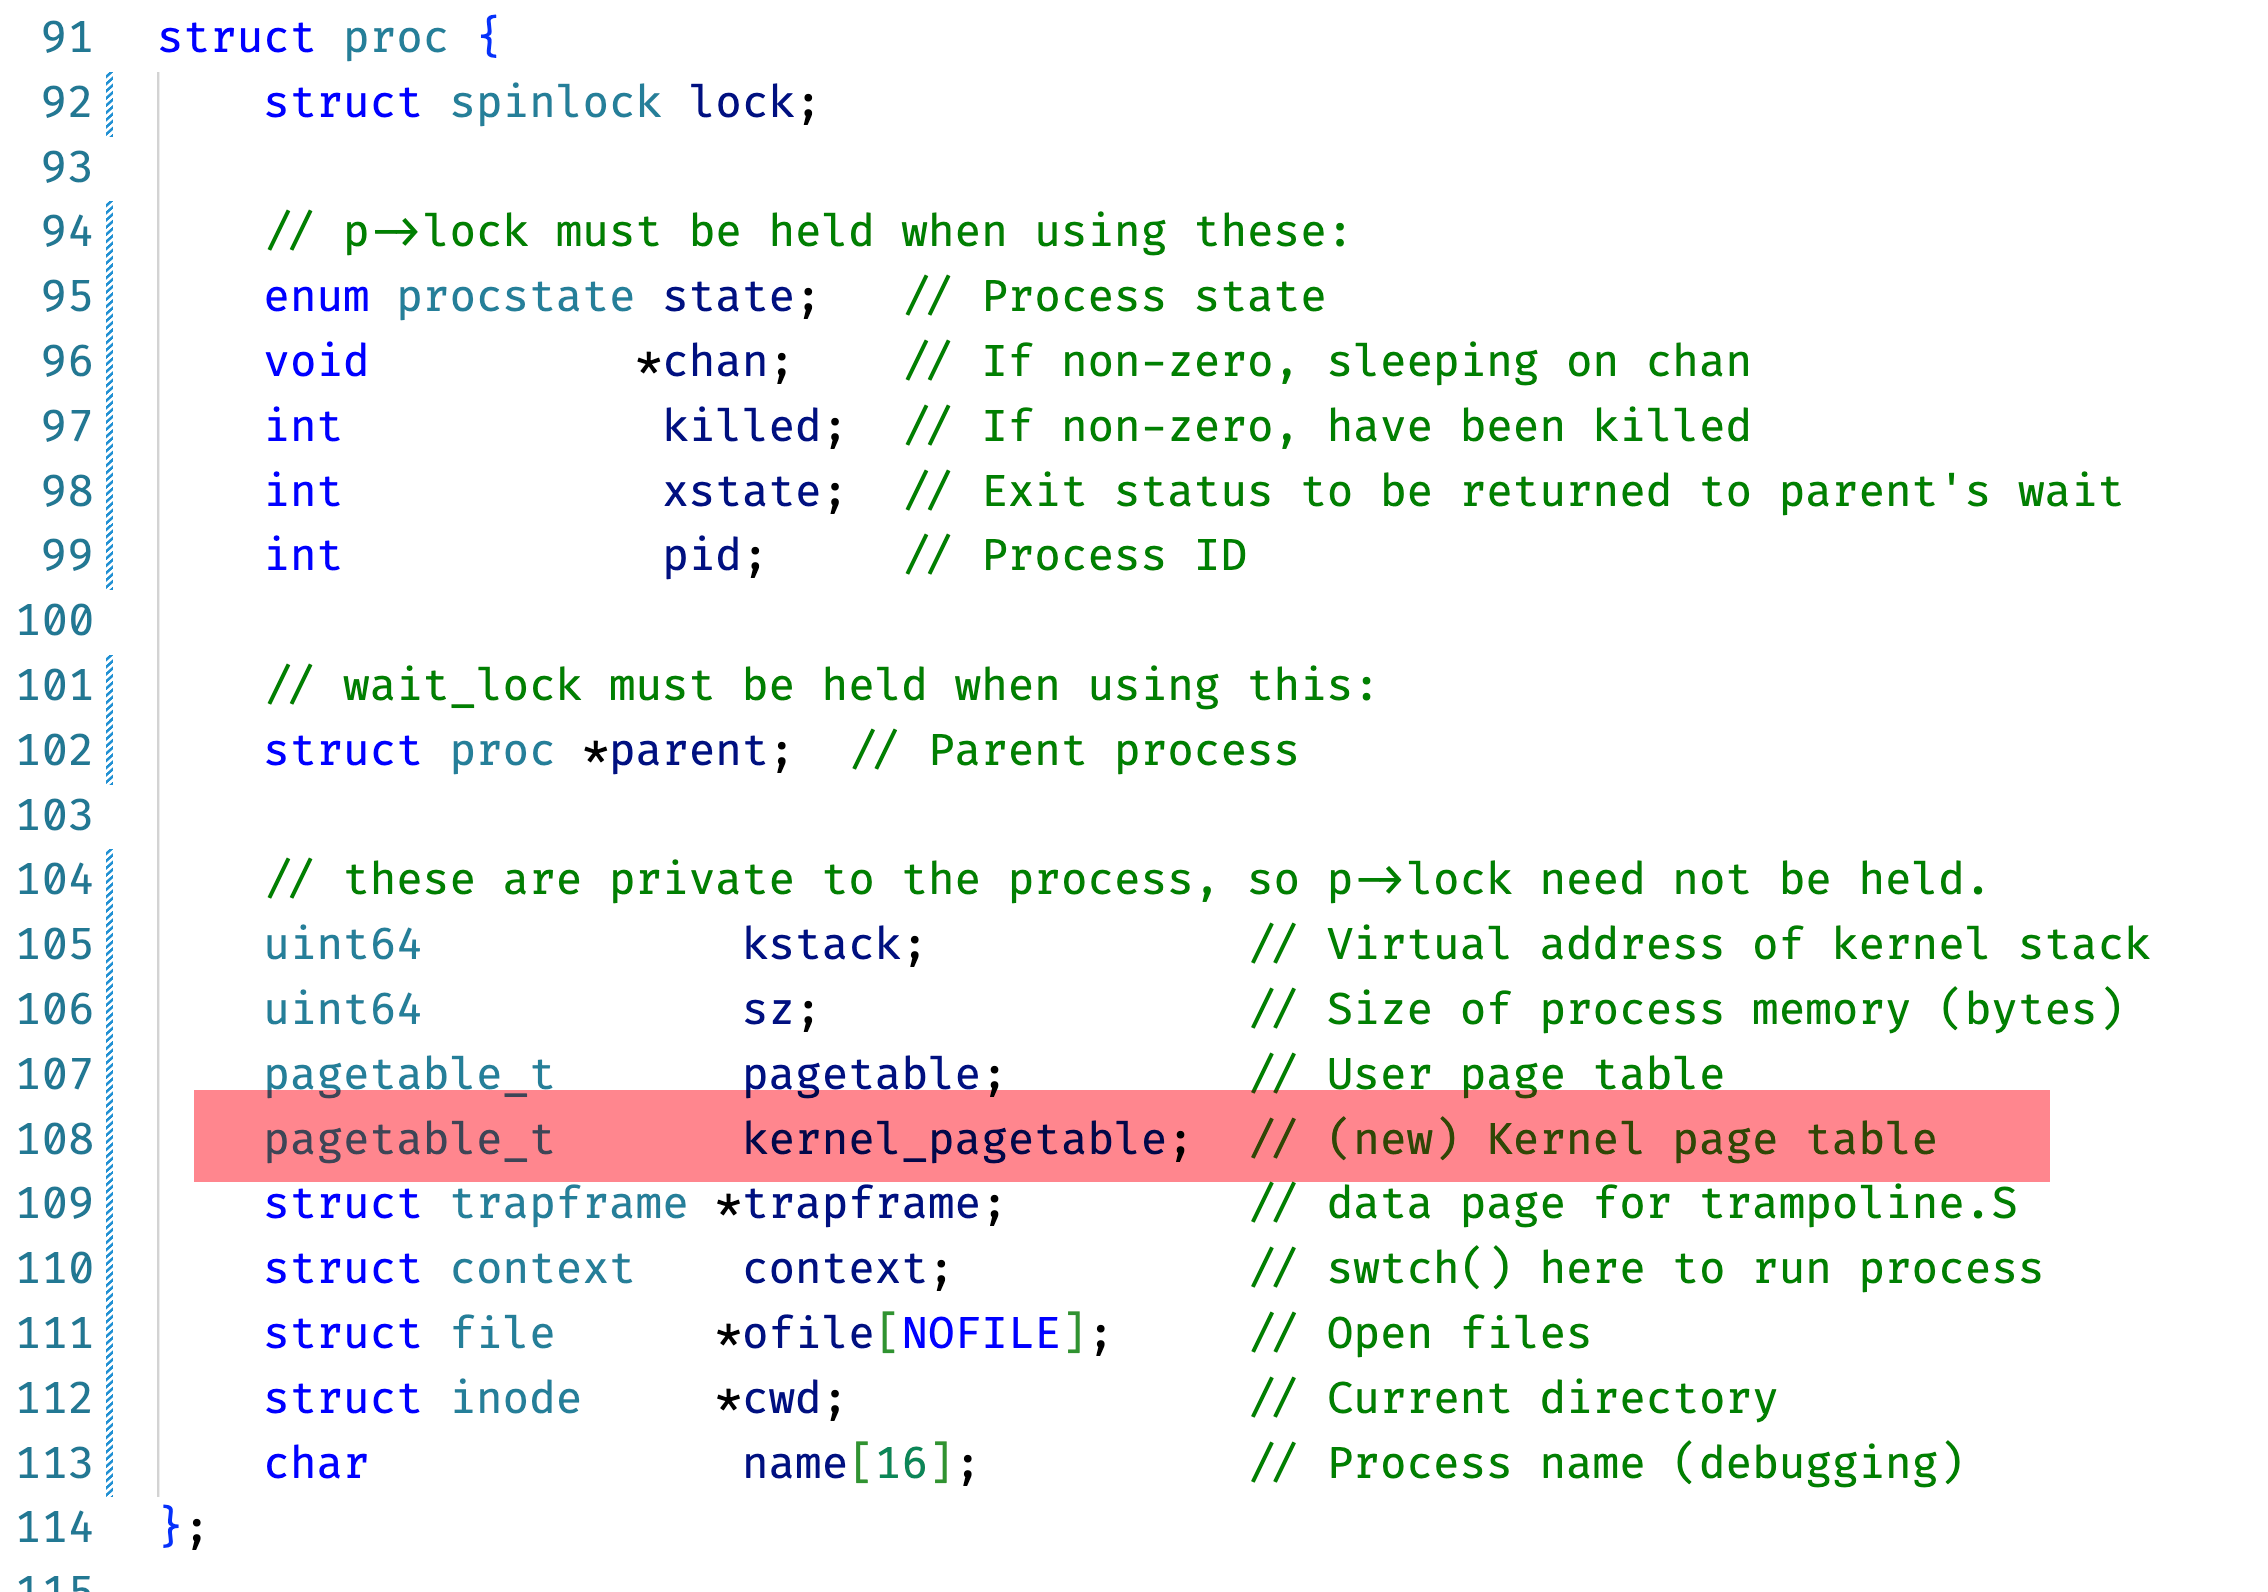 91 struct proc {
92 struct spinlock lock;
93
94 // p->lock must be held when using these:
95 enum procstate state; // Process state
96 void *chan; // If non-zero, sleeping on chan
97 int killed; // If non-zero, have been killed
98 int xstate; // Exit status to be returned to parent's wait
99 int pid; // Process ID
100
101 // wait_lock must be held when using this:
102 struct proc *parent; // Parent process
103
104 // these are private to the process, so p->lock need not be held.
105 uint64 kstack; // Virtual address of kernel stack
106 uint64 sz; // Size of process memory (bytes)
107 pagetable_t pagetable; // User page table
108 pagetable_t kernel_pagetable; // (new) Kernel page table
109 struct trapframe *trapframe; // data page for trampoline.S
110 struct context context; // swtch() here to run process
111 struct file *ofile[NOFILE]; // Open files
112 struct inode *cwd; // Current directory
113 char name[16]; // Process name (debugging)
114 };
115